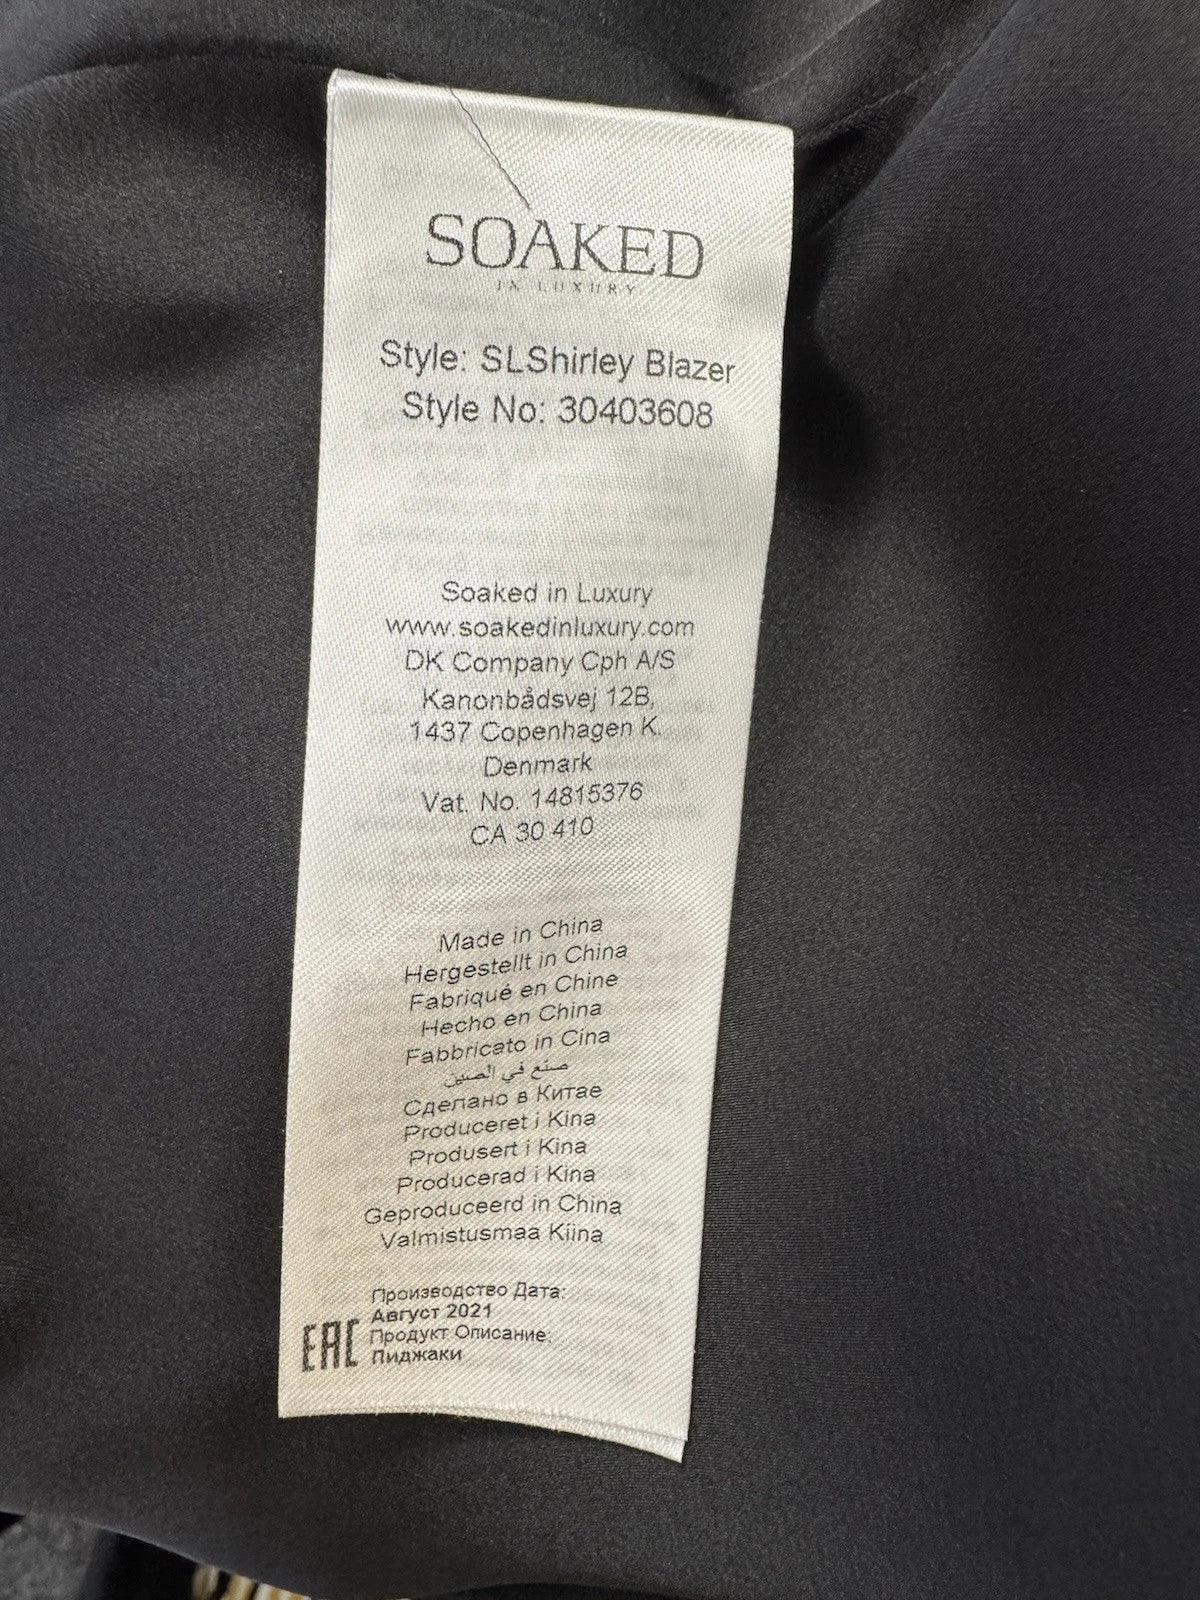 SOAKED
IN LUXURY
Style: SLShirley Blazer
Style No: 30403608
Soaked in Luxury
www.soakedinluxury.com
DK Company Cph A/S
Kanonbådsvej 12B,
1437 Copenhagen K.
Denmark
Vat. No. 14815376
CA 30 410
Made in China
Hergestellt in China
Fabriqué en Chine
Hecho en China
Fabbricato in Cina
صنع في الصين
Сделано в Китае
Produceret i Kina
Produsert i Kina
Producerad i Kina
Geproduceerd in China
Valmistusmaa Kiina
Производство Дата:
Август 2021
EAC Продукт Описание:
Пиджаки